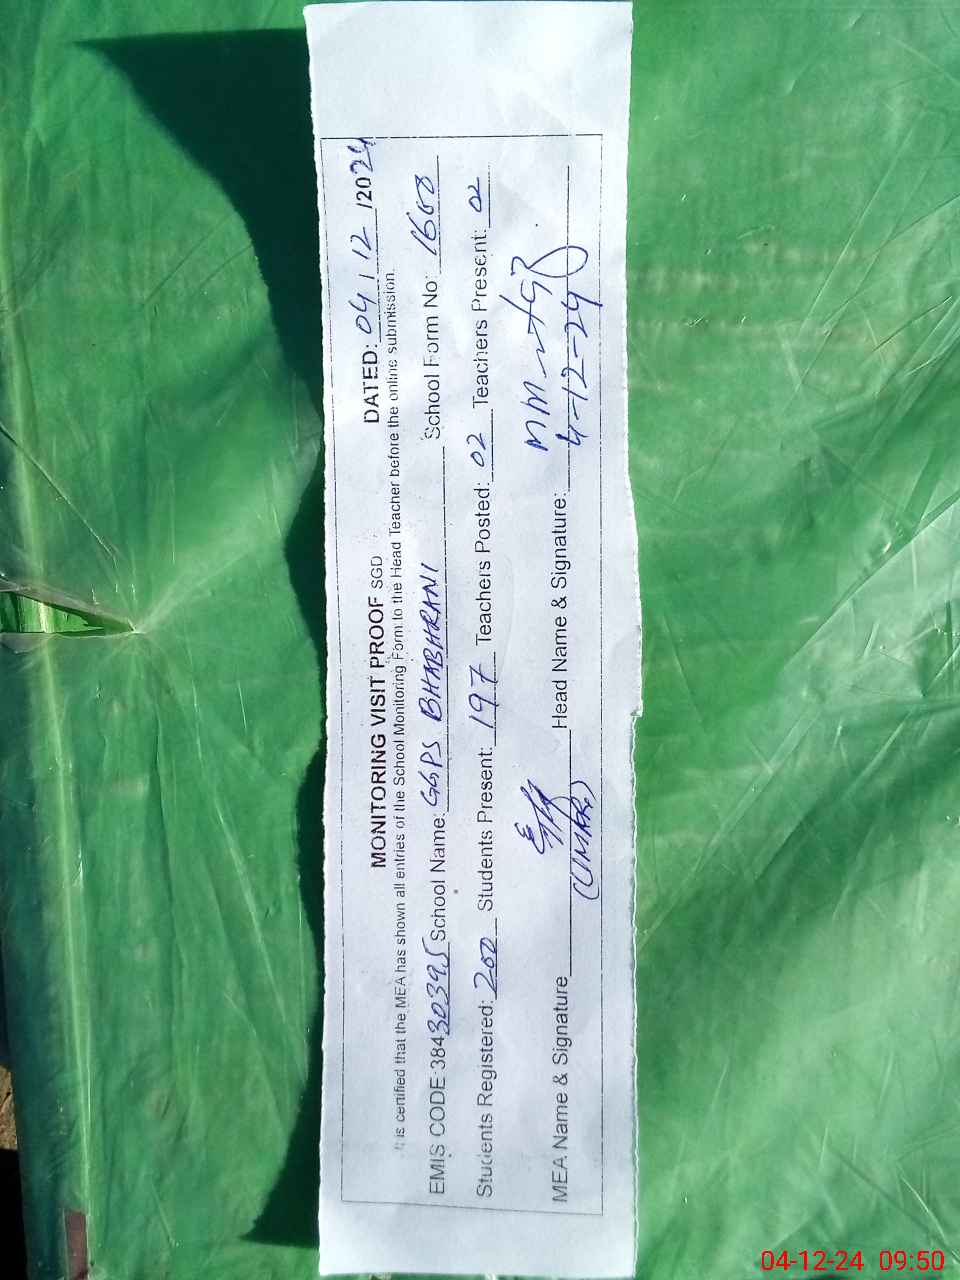 MONITORING VISIT PROOF SGD DATED: 04/12/2024
It is certified that the MEA has shown all entries of the School Monitoring Form to the Head Teacher before the online submission.
EMIS CODE:38430395 School Name: GGPS BHABHRANI School Form No: 1668
Students Registered: 200 Students Present: 197 Teachers Posted: 02 Teachers Present: 02
MEA Name & Signature (UMAR) Head Name & Signature:
4-12-24
04-12-24 09:50